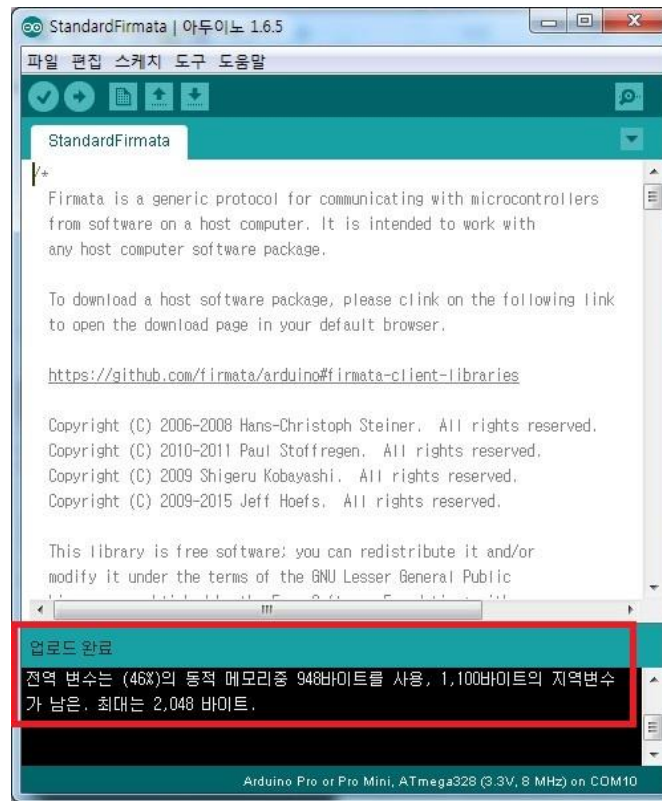 StandardFirmata | 아두이노 1.6.5
파일 편집 스케치 도구 도움말
StandardFirmata
/*
Firmata is a generic protocol for communicating with microcontrollers
from software on a host computer. It is intended to work with
any host computer software package.
To download a host software package, please clink on the following link
to open the download page in your default browser.
https://github.com/firmata/arduino#firmata-client-libraries
Copyright (C) 2006-2008 Hans-Christoph Steiner. All rights reserved.
Copyright (C) 2010-2011 Paul Stoffregen. All rights reserved.
Copyright (C) 2009 Shigeru Kobayashi. All rights reserved.
Copyright (C) 2009-2015 Jeff Hoefs. All rights reserved.
This library is free software; you can redistribute it and/or
modify it under the terms of the GNU Lesser General Public
업로드 완료
전역 변수는 (46%)의 동적 메모리중 948바이트를 사용, 1,100바이트의 지역변수
가 남은. 최대는 2,048 바이트.
Arduino Pro or Pro Mini, ATmega328 (3.3V, 8 MHz) on COM10